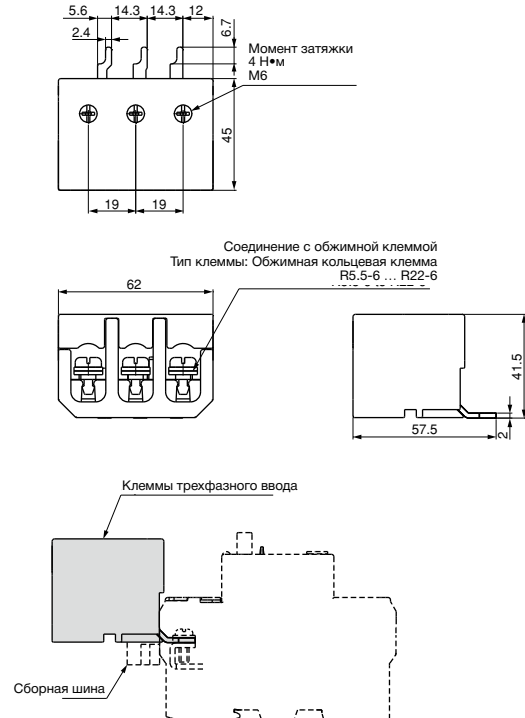 5.6 14.3 14.3 12
2.4
6.7
Момент затяжки
4 Н•м
M6
45
19 19
Соединение с обжимной клеммой
Тип клеммы: Обжимная кольцевая клемма
R5.5-6 ... R22-6
62
41.5
57.5
2
Клеммы трехфазного ввода
Сборная шина